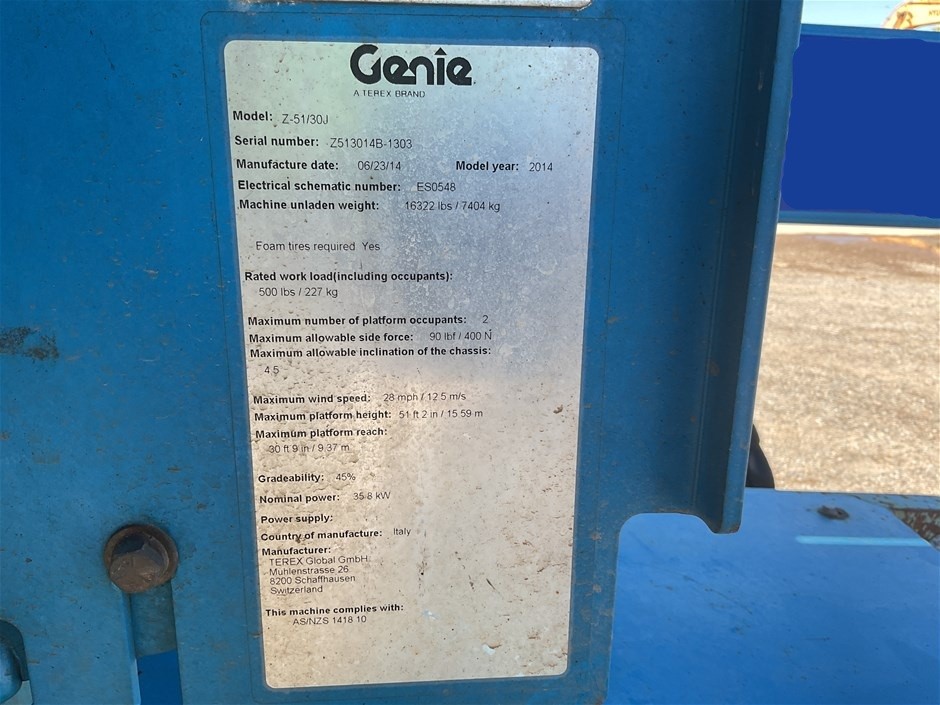 Genie
A TEREX BRAND
Model: Z-51/30J
Serial number: Z513014B-1303
Manufacture date: 06/23/14 Model year: 2014
Electrical schematic number: ES0548
Machine unladen weight: 16322 lbs / 7404 kg
Foam tires required Yes
Rated work load(including occupants):
500 lbs / 227 kg
Maximum number of platform occupants: 2
Maximum allowable side force: 90 lbf / 400 N
Maximum allowable inclination of the chassis:
4.5
Maximum wind speed: 28 mph / 12.5 m/s
Maximum platform height: 51 ft 2 in / 15.59 m
Maximum platform reach:
30 ft 9 in / 9.37 m
Gradeability: 45%
Nominal power: 35.8 kW
Power supply:
Country of manufacture: Italy
Manufacturer:
TEREX Global GmbH
Muhlenstrasse 26
8200 Schaffhausen
Switzerland
This machine complies with:
AS/NZS 1418 10